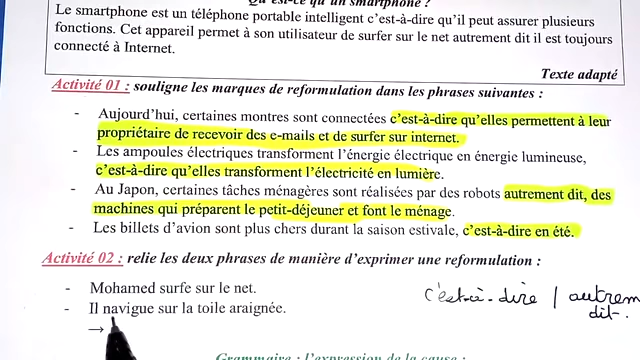 Qu'est-ce qu'un smartphone ?
Le smartphone est un téléphone portable intelligent c'est-à-dire qu'il peut assurer plusieurs
fonctions. Cet appareil permet à son utilisateur de surfer sur le net autrement dit il est toujours
connecté à Internet.
Texte adapté
Activité 01 : souligne les marques de reformulation dans les phrases suivantes :
- Aujourd'hui, certaines montres sont connectées c'est-à-dire qu'elles permettent à leur
propriétaire de recevoir des e-mails et de surfer sur internet.
- Les ampoules électriques transforment l'énergie électrique en énergie lumineuse,
c'est-à-dire qu'elles transforment l'électricité en lumière.
- Au Japon, certaines tâches ménagères sont réalisées par des robots autrement dit, des
machines qui préparent le petit-déjeuner et font le ménage.
- Les billets d'avion sont plus chers durant la saison estivale, c'est-à-dire en été.
Activité 02 : relie les deux phrases de manière d'exprimer une reformulation :
- Mohamed surfe sur le net.
- Il navigue sur la toile araignée.
→
c'est-à-dire / autrem
dit-.
Grammaire : l'expression de la cause :